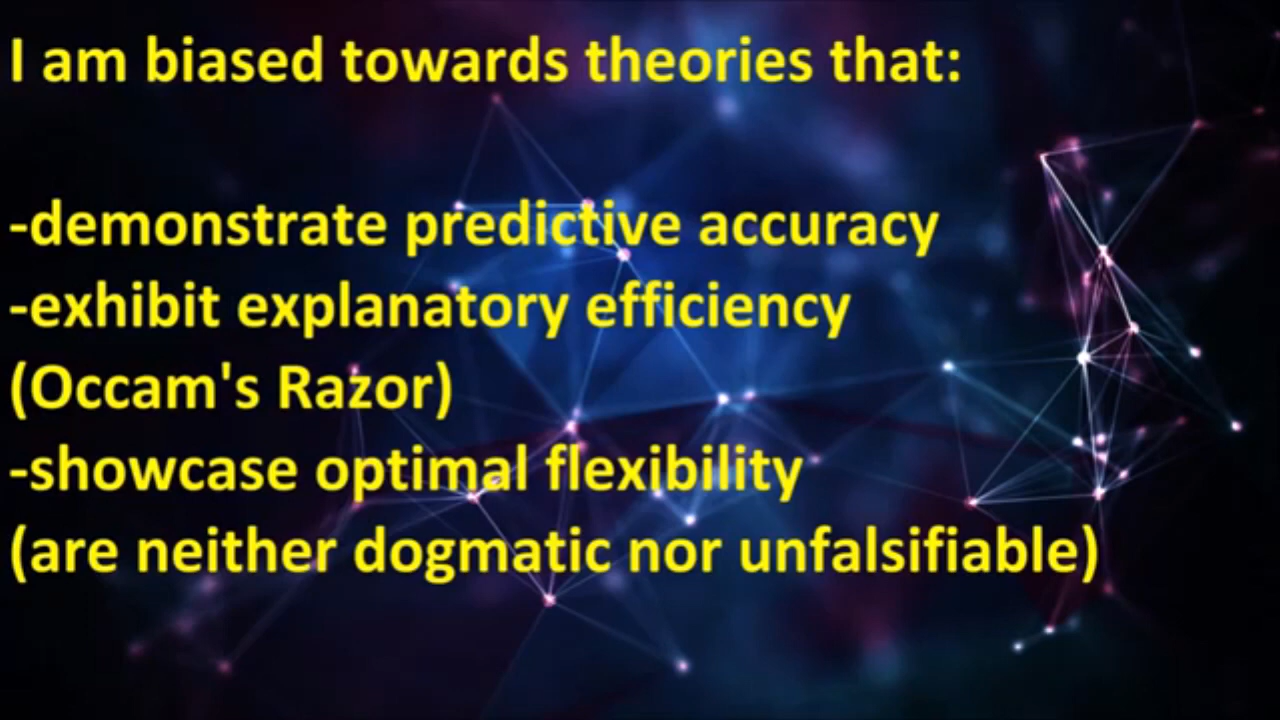 I am biased towards theories that:
-demonstrate predictive accuracy
-exhibit explanatory efficiency
(Occam's Razor)
-showcase optimal flexibility
(are neither dogmatic nor unfalsifiable)